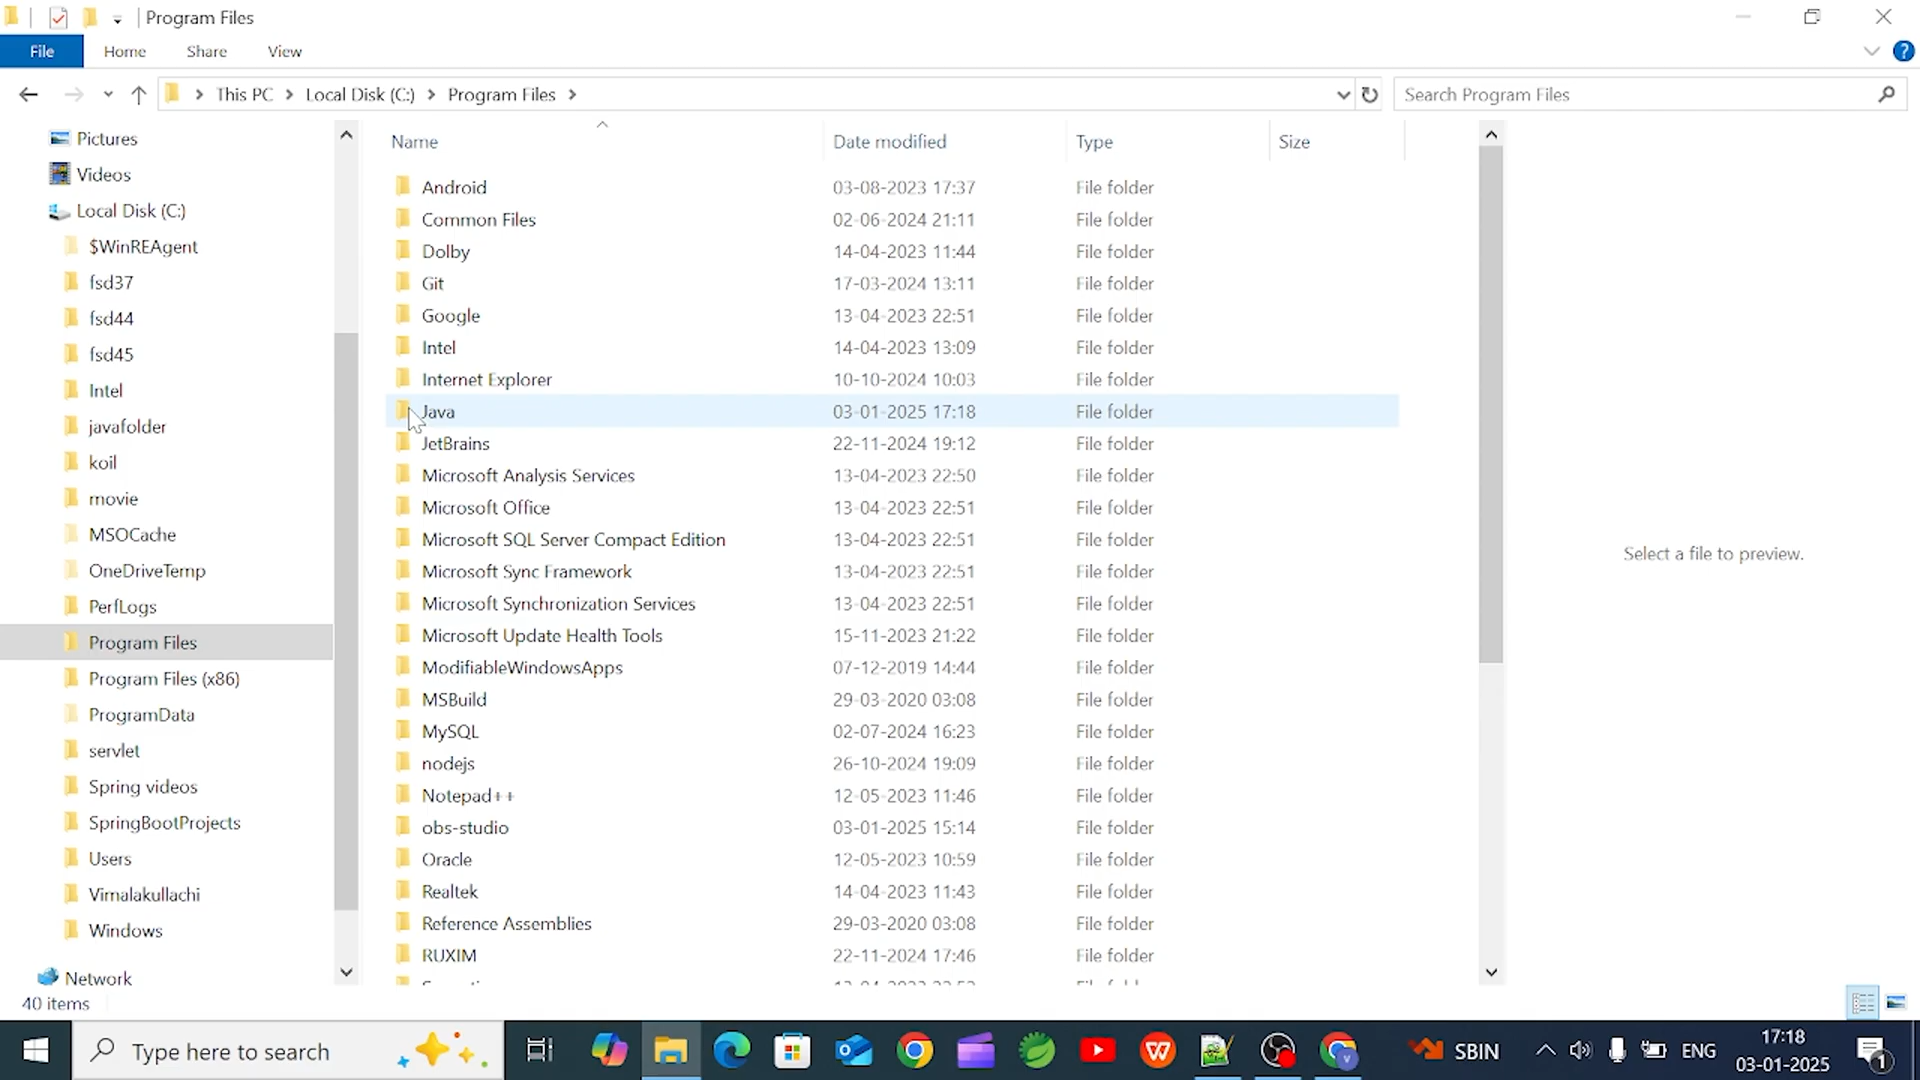 Program Files
File Home Share View
This PC Local Disk (C:) Program Files Search Program Files
Pictures
Videos
Local Disk (C:)
$WinREAgent
fsd37
fsd44
fsd45
Intel
javafolder
koil
movie
MSOCache
OneDriveTemp
PerfLogs
Program Files
Program Files (x86)
ProgramData
servlet
Spring videos
SpringBootProjects
Users
Virnalakullachi
Windows
Network
Name Date modified Type Size
Android 03-08-2023 17:37 File folder
Common Files 02-06-2024 21:11 File folder
Dolby 14-04-2023 11:44 File folder
Git 17-03-2024 13:11 File folder
Google 13-04-2023 22:51 File folder
Intel 14-04-2023 13:09 File folder
Internet Explorer 10-10-2024 10:03 File folder
Java 03-01-2025 17:18 File folder
JetBrains 22-11-2024 19:12 File folder
Microsoft Analysis Services 13-04-2023 22:50 File folder
Microsoft Office 13-04-2023 22:51 File folder
Microsoft SQL Server Compact Edition 13-04-2023 22:51 File folder
Microsoft Sync Framework 13-04-2023 22:51 File folder
Microsoft Synchronization Services 13-04-2023 22:51 File folder
Microsoft Update Health Tools 15-11-2023 21:22 File folder
ModifiableWindowsApps 07-12-2019 14:44 File folder
MSBuild 29-03-2020 03:08 File folder
MySQL 02-07-2024 16:23 File folder
nodejs 26-10-2024 19:09 File folder
Notepad++ 12-05-2023 11:46 File folder
obs-studio 03-01-2025 15:14 File folder
Oracle 12-05-2023 10:59 File folder
Realtek 14-04-2023 11:43 File folder
Reference Assemblies 29-03-2020 03:08 File folder
RUXIM 22-11-2024 17:46 File folder
Select a file to preview.
40 items
Type here to search
SBIN
ENG
17:18
03-01-2025
1